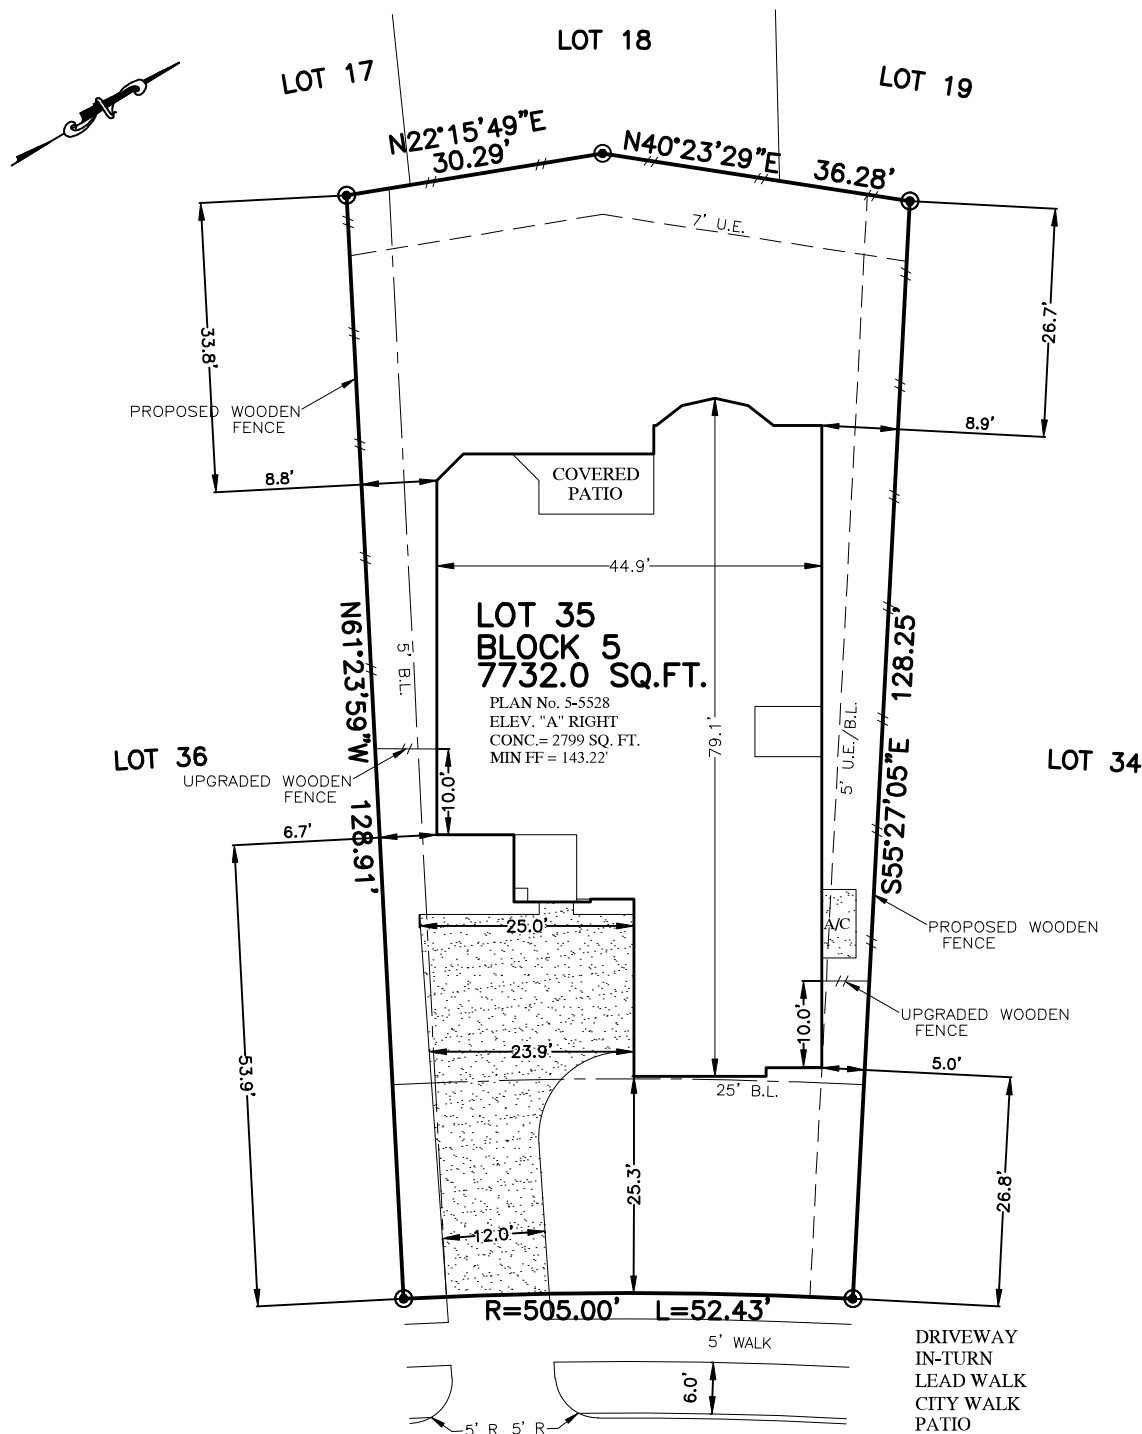 LOT 18
LOT 17
LOT 19
N22°15'49"E
30.29'
N40°23'29"E
36.28'
7' U.E.
33.8'
26.7'
PROPOSED WOODEN
FENCE
8.9'
8.8'
COVERED
PATIO
44.9'
LOT 35
BLOCK 5
7732.0 SQ.FT.
PLAN No. 5-5528
ELEV. "A" RIGHT
CONC.= 2799 SQ. FT.
MIN FF = 143.22'
N61°23'59"W 128.91'
5' B.L.
79.1'
5' U.E./B.L.
S55°27'05"E 128.25'
LOT 36
LOT 34
UPGRADED WOODEN
FENCE
10.0'
6.7'
25.0'
A/C
PROPOSED WOODEN
FENCE
10.0'
UPGRADED WOODEN
FENCE
23.9'
5.0'
53.9'
25' B.L.
25.3'
26.8'
12.0'
R=505.00' L=52.43'
5' WALK
6.0'
5' R 5' R
DRIVEWAY
IN-TURN
LEAD WALK
CITY WALK
PATIO